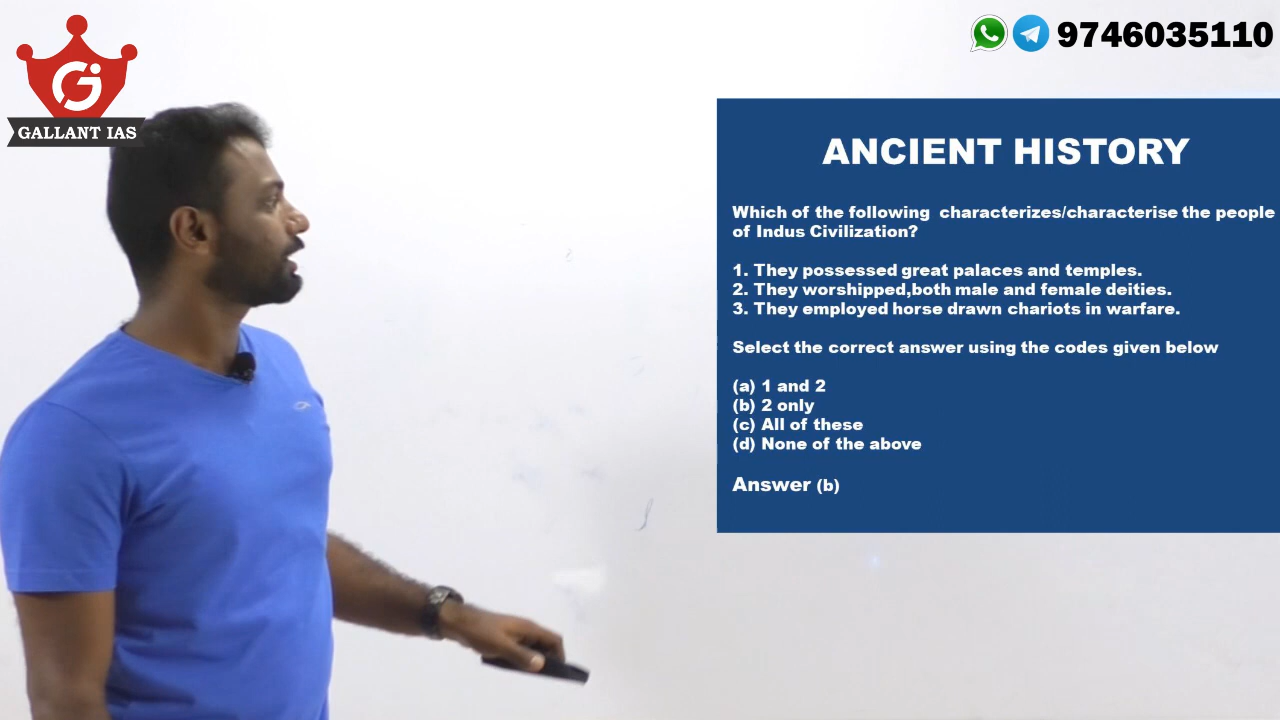 GALLANT IAS
9746035110
ANCIENT HISTORY
Which of the following characterizes/characterise the people
of Indus Civilization?
1. They possessed great palaces and temples.
2. They worshipped,both male and female deities.
3. They employed horse drawn chariots in warfare.
Select the correct answer using the codes given below
(a) 1 and 2
(b) 2 only
(c) All of these
(d) None of the above
Answer (b)